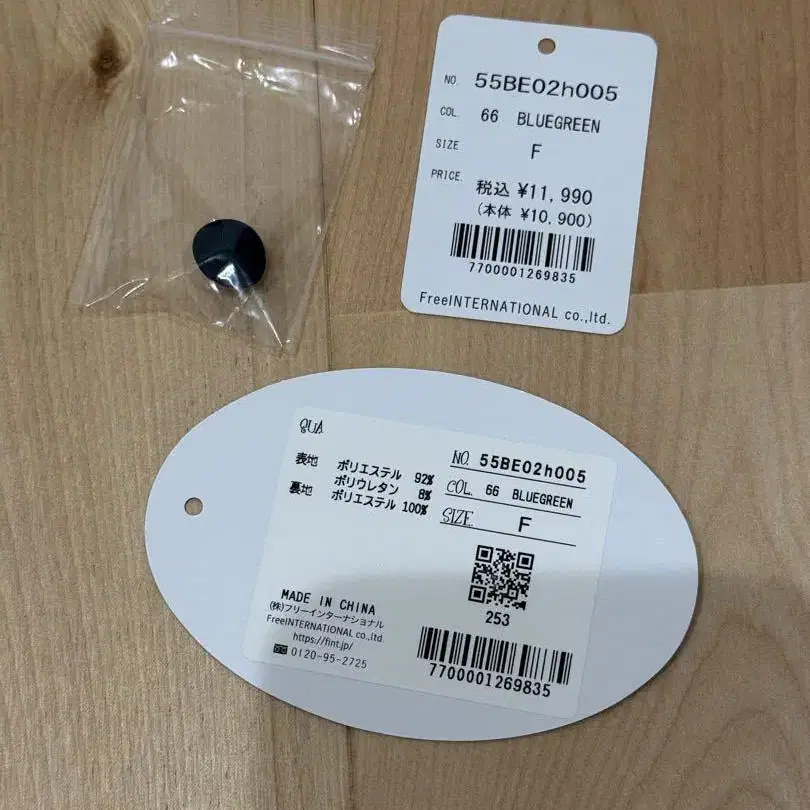 NO. 55BE02h005
COL. 66 BLUEGREEN
SIZE F
PRICE. 税込 ¥11,990
(本体 ¥10,900)
7700001269835
FreeINTERNATIONAL co.,ltd.
QUA
表地 ポリエステル 92%
ポリウレタン 8%
裏地 ポリエステル 100%
NO. 55BE02h005
COL. 66 BLUEGREEN
SIZE. F
253
MADE IN CHINA
(株)フリーインターナショナル
FreeINTERNATIONAL co.,ltd
https://fint.jp/
0120-95-2725
7700001269835